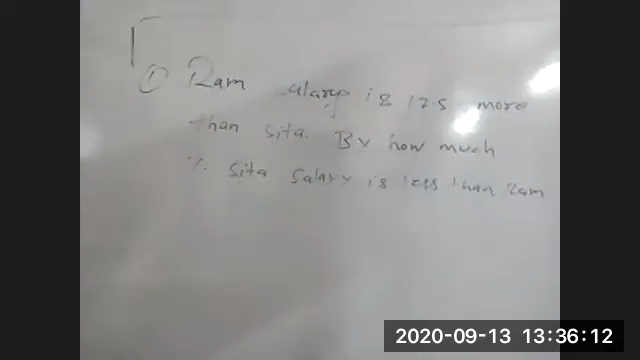 ① Ram salary is 12.5 more
than sita. By how much
% sita salary is less than Ram
2020-09-13 13:36:12